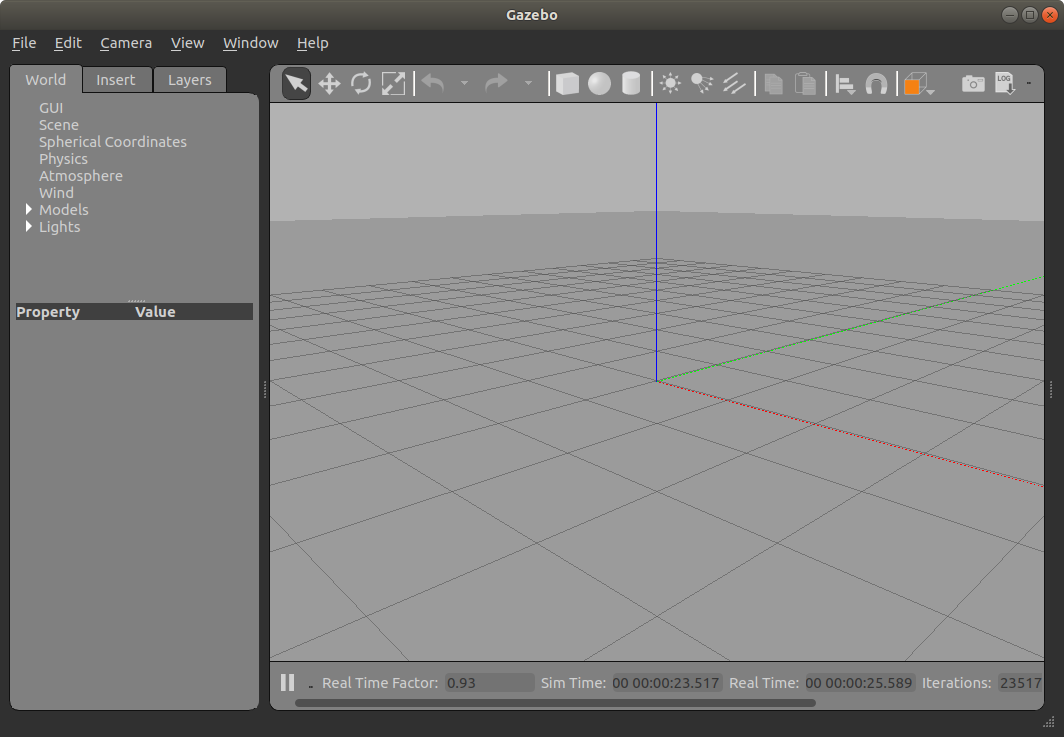 Gazebo
File Edit Camera View Window Help
World Insert Layers
LOG
GUI
Scene
Spherical Coordinates
Physics
Atmosphere
Wind
Models
Lights
Property Value
Real Time Factor: 0.93 Sim Time: 00 00:00:23.517 Real Time: 00 00:00:25.589 Iterations: 23517